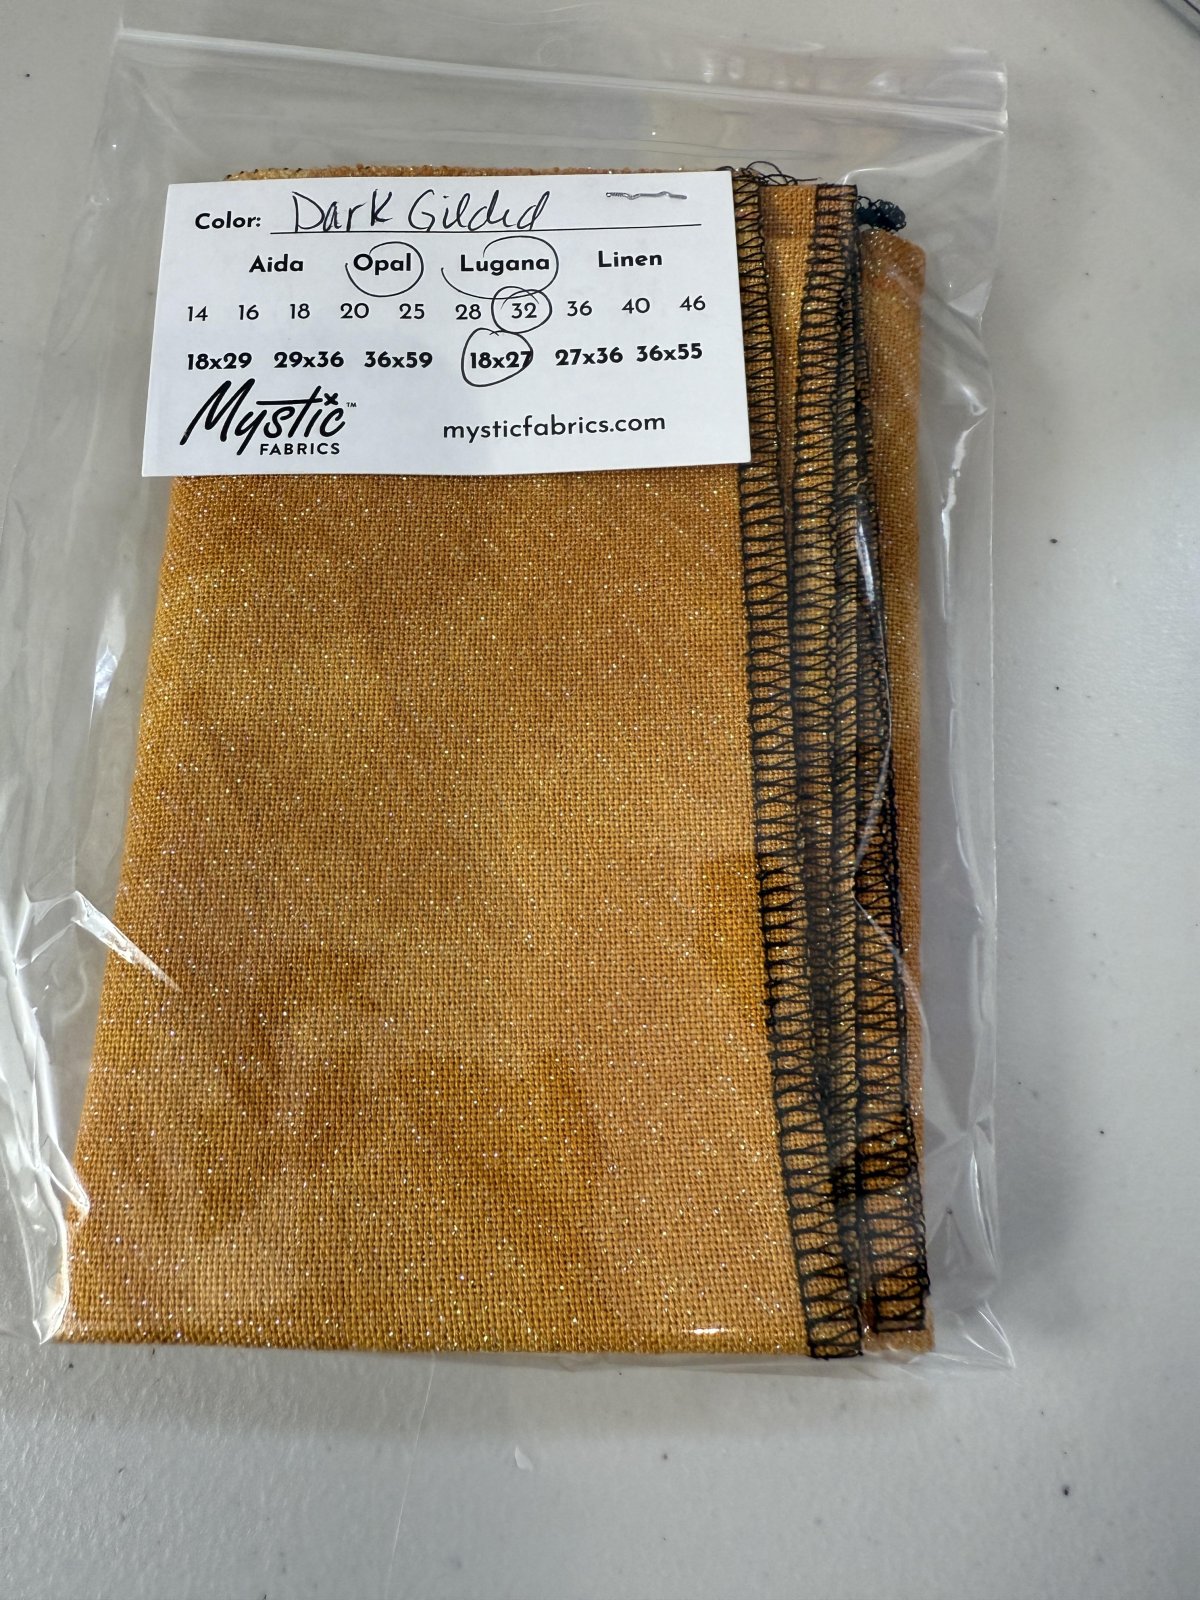 Color: Dark Gilded
Aida Opal Lugana Linen
14 16 18 20 25 28 32 36 40 46
18x29 29x36 36x59 18x27 27x36 36x55
Mystic™
FABRICS
mysticfabrics.com